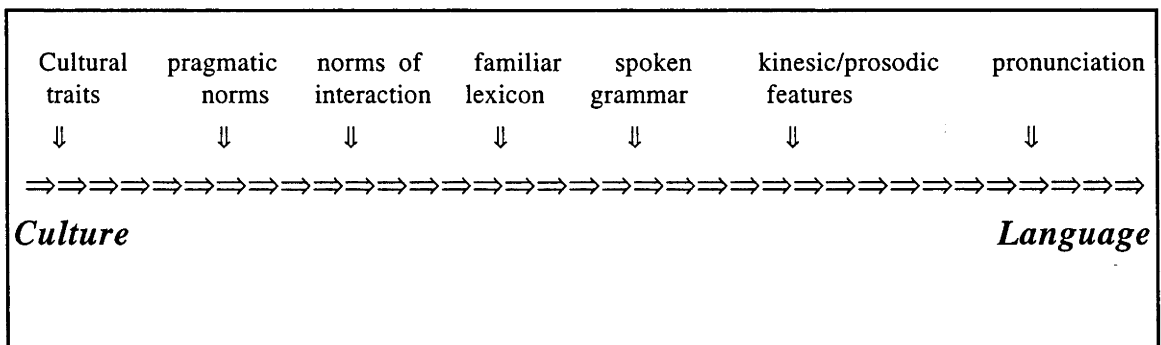 Cultural pragmatic norms of familiar spoken kinesic/prosodic pronunciation
traits norms interaction lexicon grammar features
⇓ ⇓ ⇓ ⇓ ⇓ ⇓ ⇓
⇒⇒⇒⇒⇒⇒⇒⇒⇒⇒⇒⇒⇒⇒⇒⇒⇒⇒⇒⇒⇒⇒⇒⇒⇒⇒⇒⇒⇒⇒⇒⇒⇒⇒⇒
Culture Language